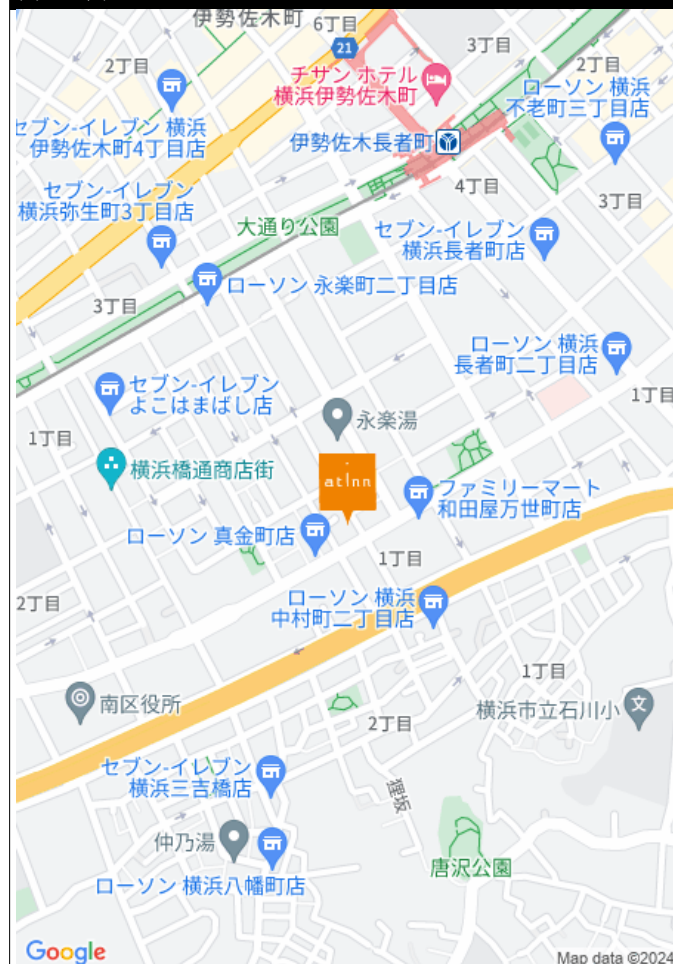 伊勢佐木町
6丁目
21
3丁目
2丁目
2丁目
チサン ホテル
横浜伊勢佐木町
ローソン 横浜
不老町三丁目店
セブン-イレブン 横浜
伊勢佐木町4丁目店
伊勢佐木長者町
4丁目
セブン-イレブン
横浜弥生町3丁目店
3丁目
大通り公園
セブン-イレブン
横浜長者町店
ローソン 永楽町二丁目店
3丁目
ローソン 横浜
長者町二丁目店
セブン-イレブン
よこはまばし店
1丁目
永楽湯
1丁目
横浜橋通商店街
atInn
ファミリーマート
和田屋万世町店
ローソン 真金町店
1丁目
ローソン 横浜
中村町二丁目店
2丁目
1丁目
南区役所
文
横浜市立石川小
2丁目
セブン-イレブン
横浜三吉橋店
狸坂
仲乃湯
唐沢公園
ローソン 横浜八幡町店
Google
Map data ©2024